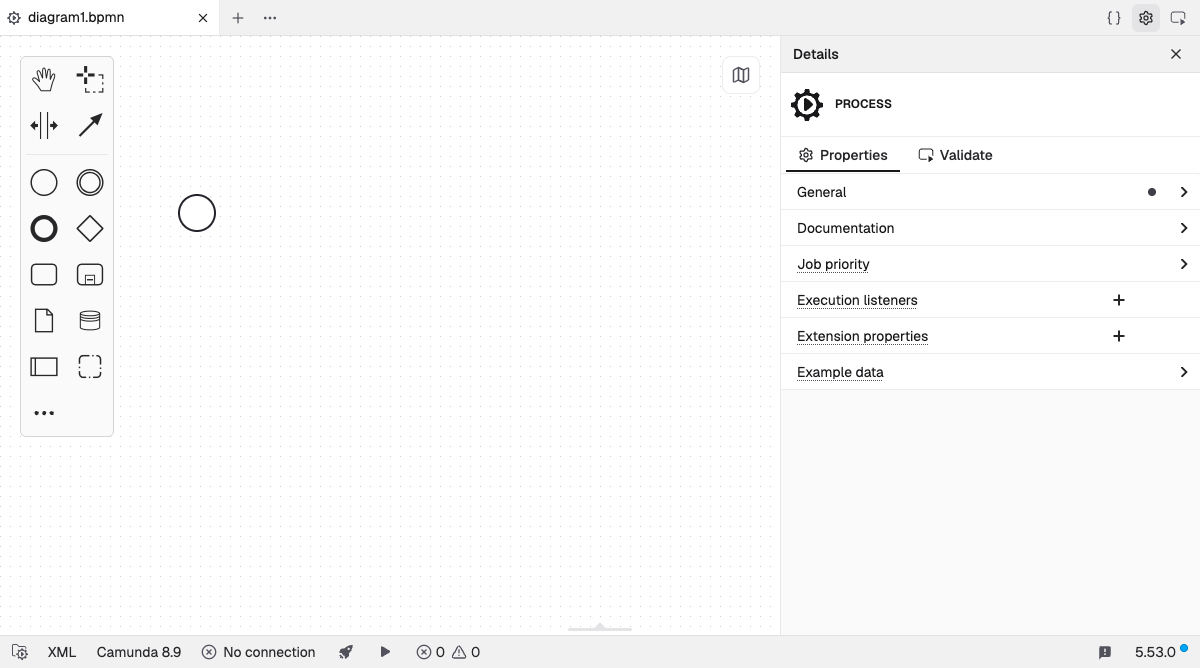 diagram1.bpmn
Details
PROCESS
Properties
Validate
General
Documentation
Job priority
Execution listeners
Extension properties
Example data
XML
Camunda 8.9
No connection
0
0
5.53.0